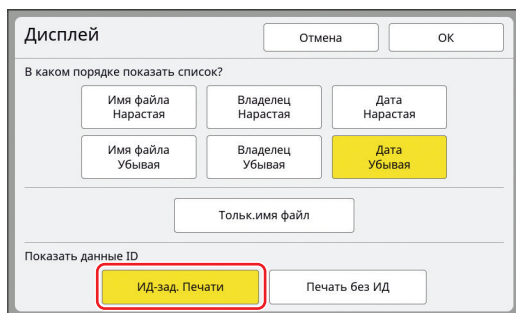 Дисплей
Отмена
ОК
В каком порядке показать список?
Имя файла
Нарастая
Владелец
Нарастая
Дата
Нарастая
Имя файла
Убывая
Владелец
Убывая
Дата
Убывая
Тольк.имя файл
Показать данные ID
ИД-зад. Печати
Печать без ИД